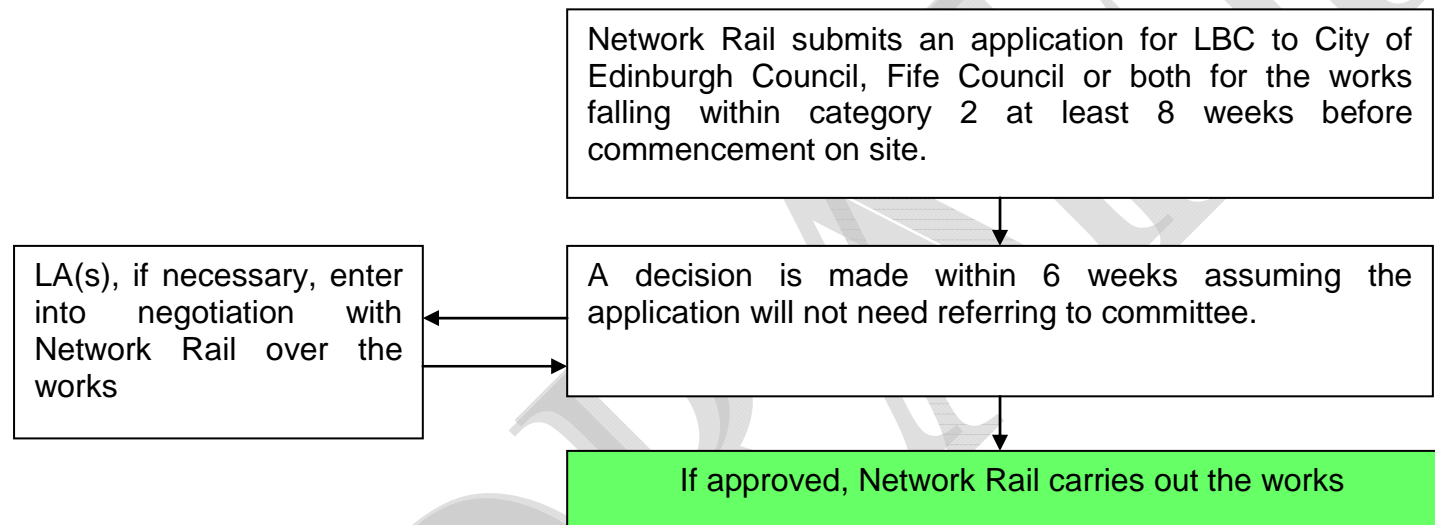 Network Rail submits an application for LBC to City of
Edinburgh Council, Fife Council or both for the works
falling within category 2 at least 8 weeks before
commencement on site.
LA(s), if necessary, enter
into negotiation with
Network Rail over the
works
A decision is made within 6 weeks assuming the
application will not need referring to committee.
If approved, Network Rail carries out the works